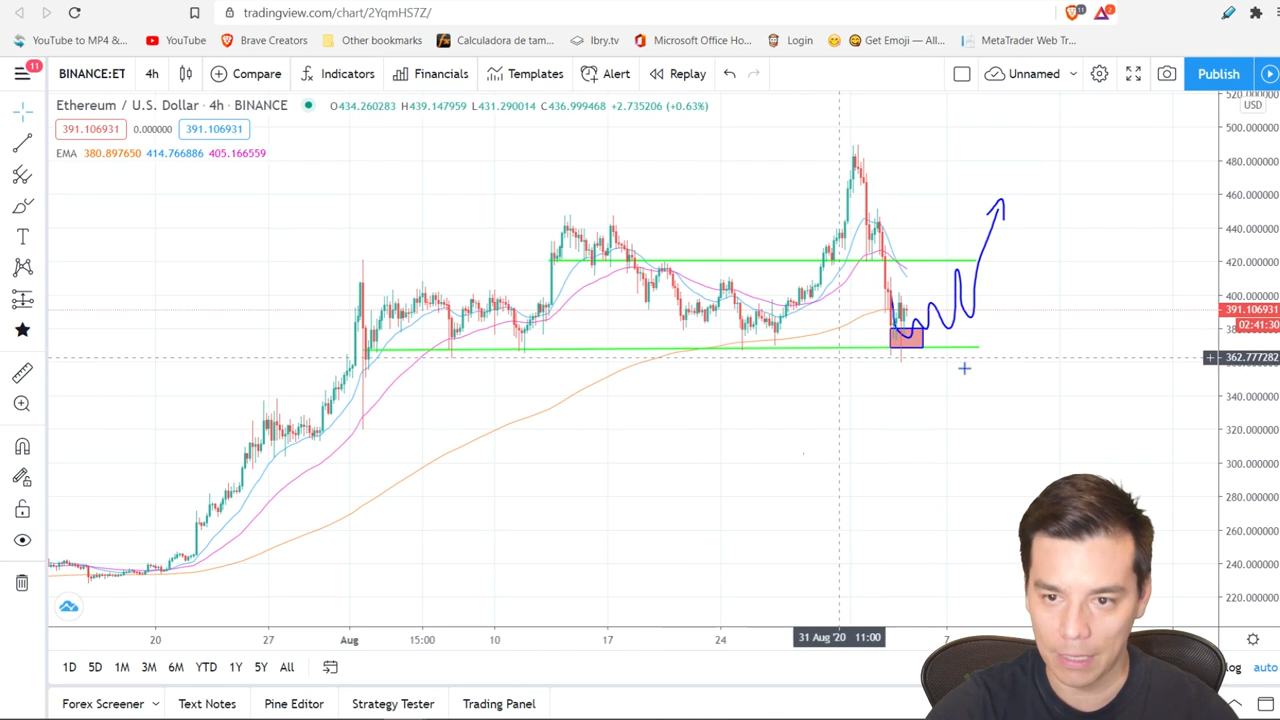 tradingview.com/chart/2YqmHS7Z/
11
2
YouTube to MP4 &...
YouTube
Brave Creators
Other bookmarks
Calculadora de tam...
lbry.tv
Microsoft Office Ho...
Login
Get Emoji — All...
MetaTrader Web Tr...
11
BINANCE:ET
4h
Compare
Indicators
Financials
Templates
Alert
Replay
Unnamed
Publish
Ethereum / U.S. Dollar · 4h · BINANCE
O434.260283 H439.147959 L431.290014 C436.999468 +2.735206 (+0.63%)
391.106931 0.000000 391.106931
EMA 380.897650 414.766886 405.166559
USD
500.000000
480.000000
460.000000
440.000000
420.000000
400.000000
391.106931
02:41:30
362.777282
340.000000
320.000000
300.000000
280.000000
260.000000
240.000000
220.000000
20
27
Aug
15:00
10
17
24
31 Aug '20 11:00
7
1D 5D 1M 3M 6M YTD 1Y 5Y All
log
auto
Forex Screener
Text Notes
Pine Editor
Strategy Tester
Trading Panel